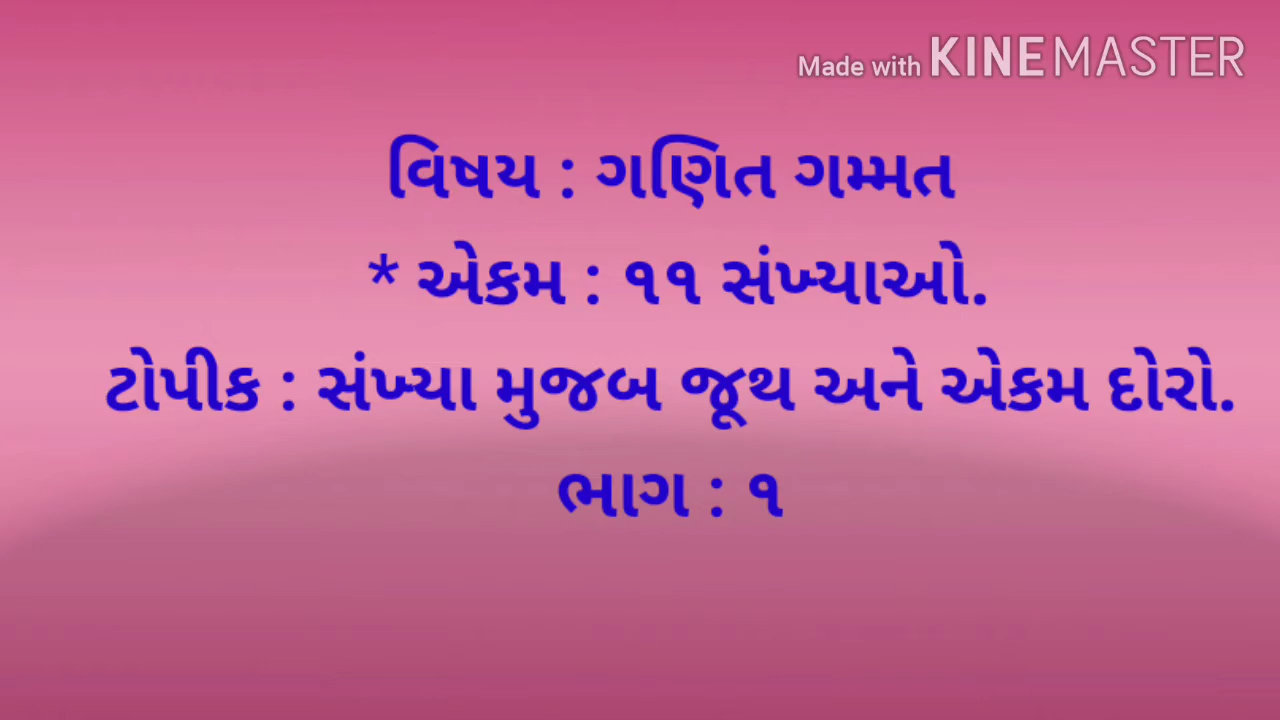 Made with KINEMASTER
વિષય : ગણિત ગમ્મત
* એકમ : ૧૧ સંખ્યાઓ.
ટોપીક : સંખ્યા મુજબ જૂથ અને એકમ દોરો.
ભાગ : ૧